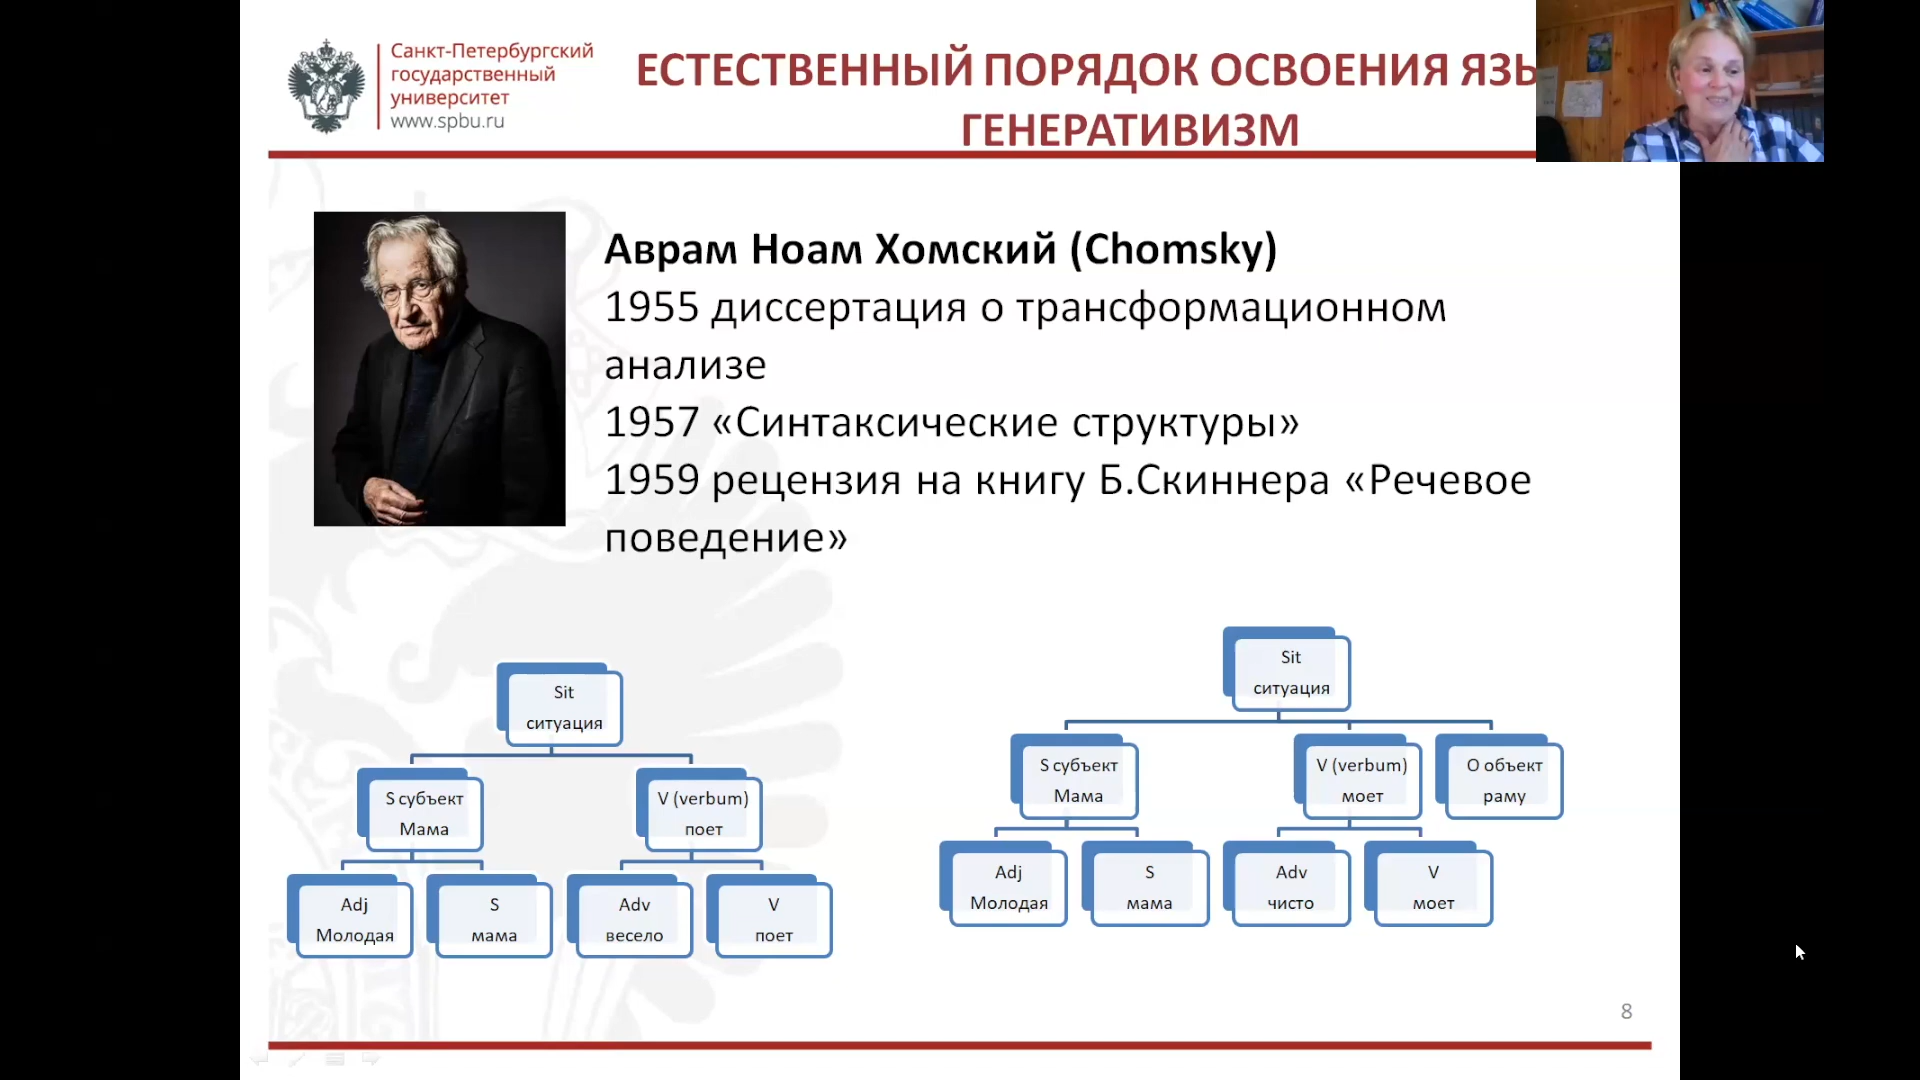 Санкт-Петербургский
государственный
университет
www.spbu.ru
ЕСТЕСТВЕННЫЙ ПОРЯДОК ОСВОЕНИЯ
ГЕНЕРАТИВИЗМ
Аврам Ноам Хомский (Chomsky)
1955 диссертация о трансформационном
анализе
1957 «Синтаксические структуры»
1959 рецензия на книгу Б.Скиннера «Речевое
поведение»
Sit
ситуация
S субъект
Мама
V (verbum)
поет
Adj
Молодая
S
мама
Adv
весело
V
поет
Sit
ситуация
S субъект
Мама
V (verbum)
моет
О объект
раму
Adj
Молодая
S
мама
Adv
чисто
V
моет
8